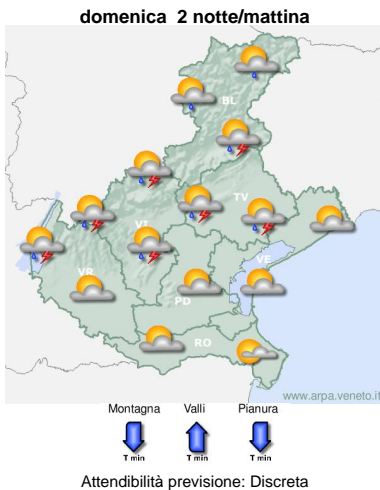 domenica  2 notte/mattina
BL
TV
VI
VE
VR
PD
RO
www.arpa.veneto.it
Montagna Valli Pianura
T min T min T min
Attendibilità previsione: Discreta